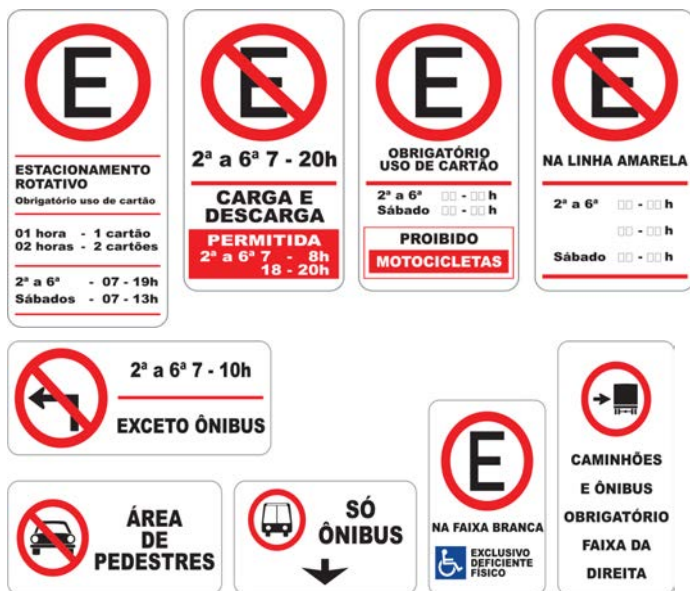 E
ESTACIONAMENTO
ROTATIVO
Obrigatório uso de cartão
01 hora - 1 cartão
02 horas - 2 cartões
2ª a 6ª - 07 - 19h
Sábados - 07 - 13h
E
2ª a 6ª 7 - 20h
CARGA E
DESCARGA
PERMITIDA
2ª a 6ª 7 - 8h
18 - 20h
E
OBRIGATÓRIO
USO DE CARTÃO
2ª a 6ª □□ - □□ h
Sábado □□ - □□ h
PROIBIDO
MOTOCICLETAS
E
NA LINHA AMARELA
2ª a 6ª □□ - □□ h
□□ - □□ h
Sábado □□ - □□ h
2ª a 6ª 7 - 10h
EXCETO ÔNIBUS
ÁREA
DE
PEDESTRES
SÓ
ÔNIBUS
E
NA FAIXA BRANCA
EXCLUSIVO
DEFICIENTE
FÍSICO
CAMINHÕES
E ÔNIBUS
OBRIGATÓRIO
FAIXA DA
DIREITA